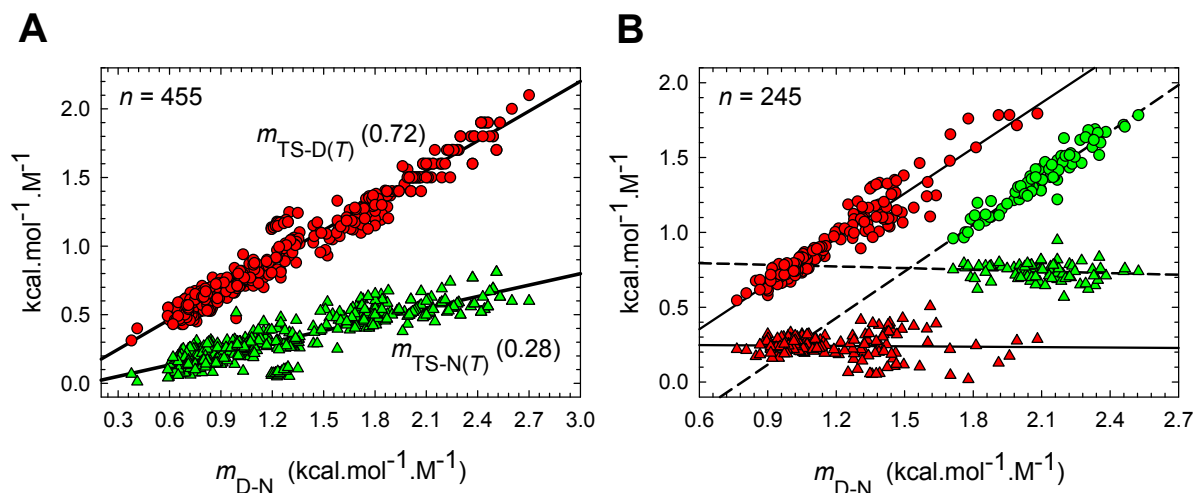 A
n = 455
m_TS-D(T) (0.72)
m_TS-N(T) (0.28)
kcal.mol⁻¹.M⁻¹
2.0
1.5
1.0
0.5
0.0
0.3 0.6 0.9 1.2 1.5 1.8 2.1 2.4 2.7 3.0
m_D-N (kcal.mol⁻¹.M⁻¹)
B
n = 245
kcal.mol⁻¹.M⁻¹
2.0
1.5
1.0
0.5
0.0
0.6 0.9 1.2 1.5 1.8 2.1 2.4 2.7
m_D-N (kcal.mol⁻¹.M⁻¹)